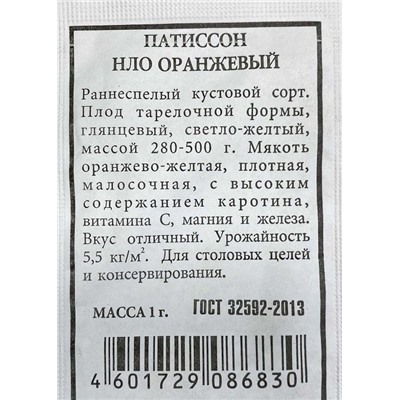 ПАТИССОН
НЛО ОРАНЖЕВЫЙ
Раннеспелый кустовой сорт.
Плод тарелочной формы,
глянцевый, светло-желтый,
массой 280-500 г. Мякоть
оранжево-желтая, плотная,
малосочная, с высоким
содержанием каротина,
витамина С, магния и железа.
Вкус отличный. Урожайность
5,5 кг/м². Для столовых целей
и консервирования.
МАССА 1 г. ГОСТ 32592-2013
4 601729 086830